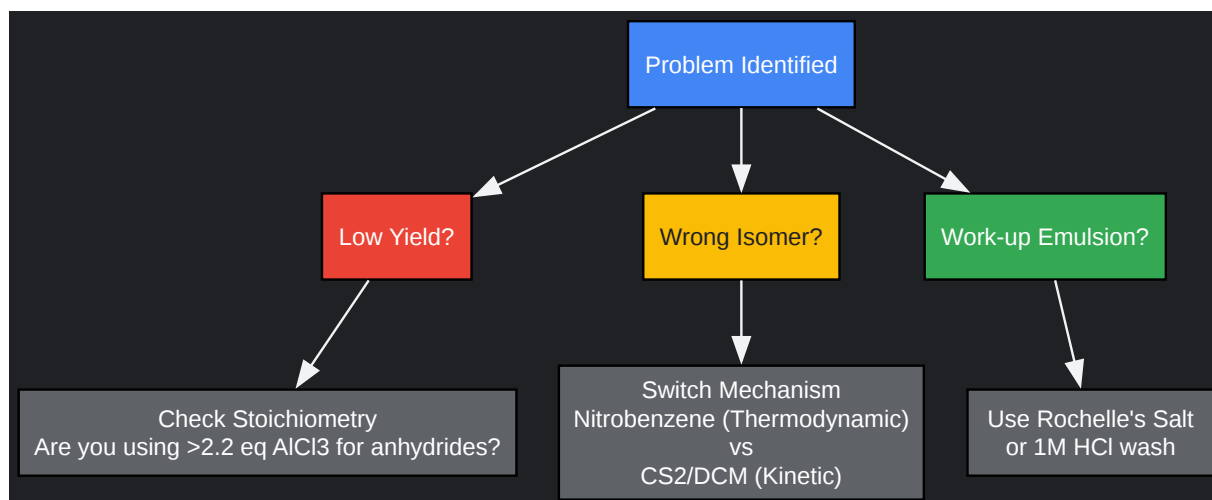 Problem Identified
Low Yield?
Wrong Isomer?
Work-up Emulsion?
Check Stoichiometry
Are you using >2.2 eq AlCl3 for anhydrides?
Switch Mechanism
Nitrobenzene (Thermodynamic)
vs
CS2/DCM (Kinetic)
Use Rochelle's Salt
or 1M HCl wash